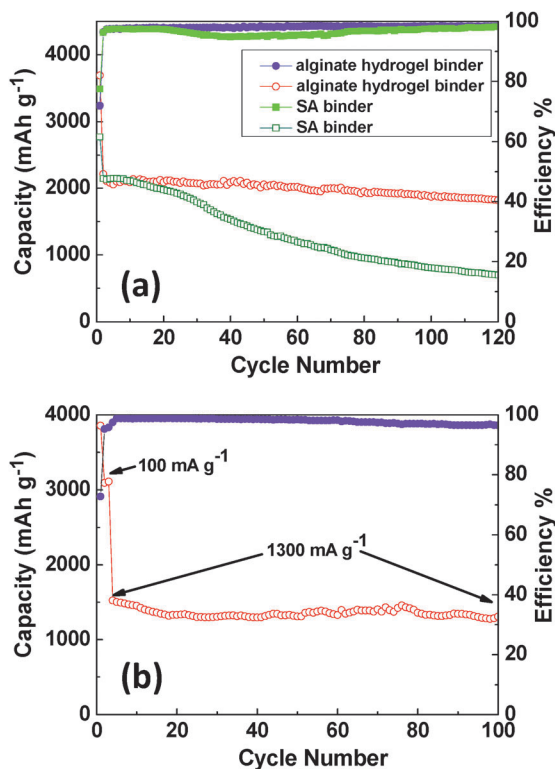 4000
3000
2000
1000
0
Capacity (mAh g-1)
100
80
60
40
20
0
Efficiency %
alginate hydrogel binder
alginate hydrogel binder
SA binder
SA binder
(a)
0 20 40 60 80 100 120
Cycle Number
4000
3000
2000
1000
0
Capacity (mAh g-1)
100
80
60
40
20
0
Efficiency %
100 mA g-1
1300 mA g-1
(b)
0 20 40 60 80 100
Cycle Number